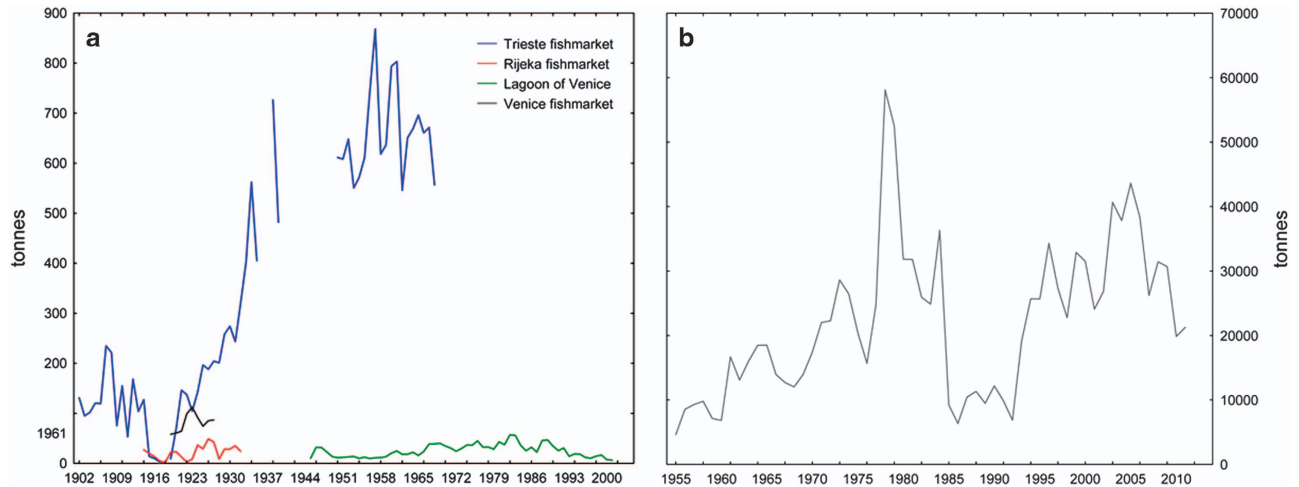 a
900
800
700
600
500
400
300
200
1961
0
tonnes
1902 1909 1916 1923 1930 1937 1944 1951 1958 1965 1972 1979 1986 1993 2000
Trieste fishmarket
Rijeka fishmarket
Lagoon of Venice
Venice fishmarket
b
70000
60000
50000
40000
30000
20000
10000
0
tonnes
1955 1960 1965 1970 1975 1980 1985 1990 1995 2000 2005 2010